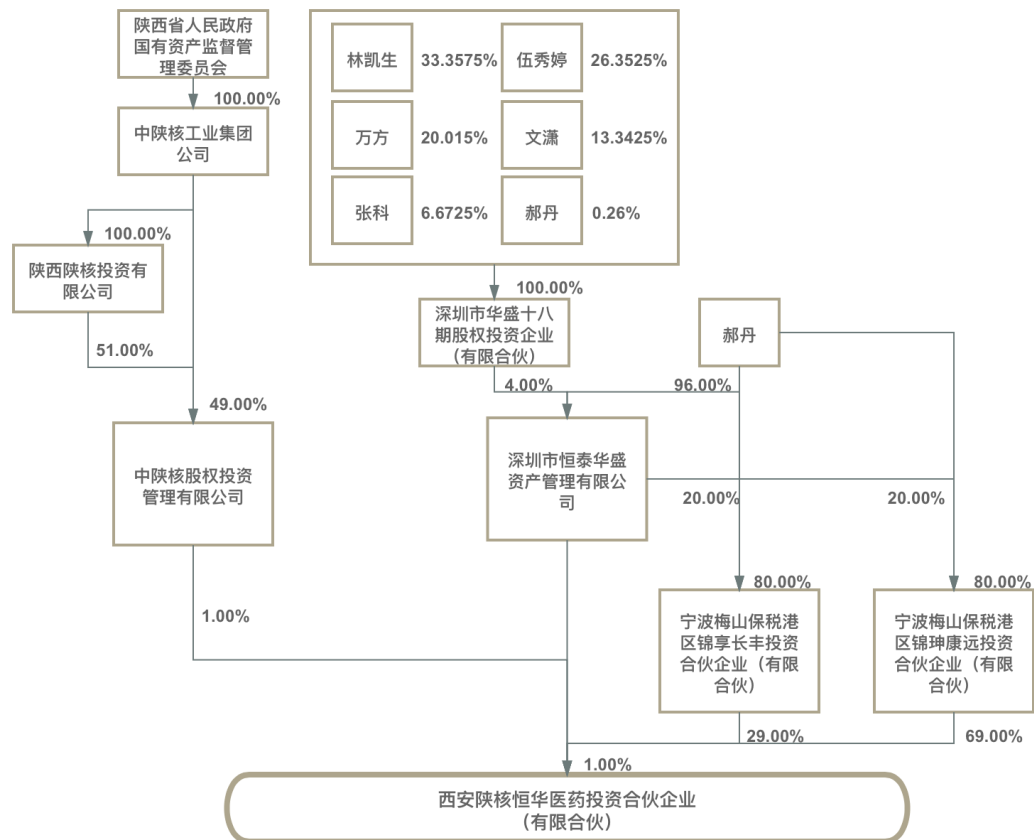 陕西省人民政府
国有资产监督管
理委员会
100.00%
中陕核工业集团
公司
100.00%
陕西陕核投资有
限公司
51.00%
49.00%
中陕核股权投资
管理有限公司
1.00%
林凯生
33.3575%
伍秀婷
26.3525%
万方
20.015%
文潇
13.3425%
张科
6.6725%
郝丹
0.26%
100.00%
深圳市华盛十八
期股权投资企业
（有限合伙）
郝丹
4.00%
96.00%
深圳市恒泰华盛
资产管理有限公
司
20.00%
20.00%
80.00%
80.00%
宁波梅山保税港
区锦享长丰投资
合伙企业（有限
合伙）
宁波梅山保税港
区锦珅康远投资
合伙企业（有限
合伙）
29.00%
69.00%
1.00%
西安陕核恒华医药投资合伙企业
（有限合伙）